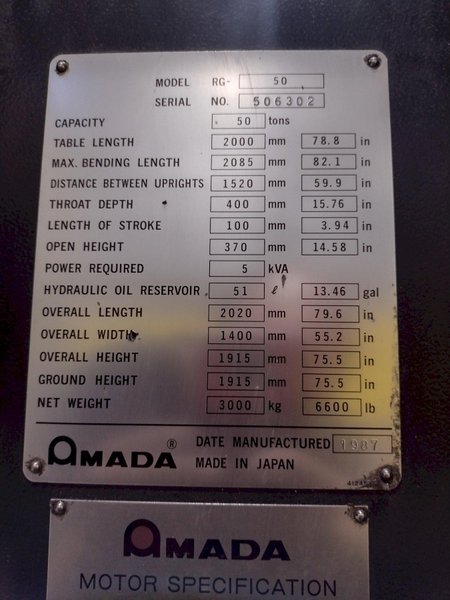 MODEL RG- 50
SERIAL NO. 506302
CAPACITY 50 tons
TABLE LENGTH 2000 mm 78.8 in
MAX. BENDING LENGTH 2085 mm 82.1 in
DISTANCE BETWEEN UPRIGHTS 1520 mm 59.9 in
THROAT DEPTH 400 mm 15.76 in
LENGTH OF STROKE 100 mm 3.94 in
OPEN HEIGHT 370 mm 14.58 in
POWER REQUIRED 5 kVA
HYDRAULIC OIL RESERVOIR 51 ℓ 13.46 gal
OVERALL LENGTH 2020 mm 79.6 in
OVERALL WIDTH 1400 mm 55.2 in
OVERALL HEIGHT 1915 mm 75.5 in
GROUND HEIGHT 1915 mm 75.5 in
NET WEIGHT 3000 kg 6600 lb
AMADA ® DATE MANUFACTURED 1987
MADE IN JAPAN
AMADA
MOTOR SPECIFICATION